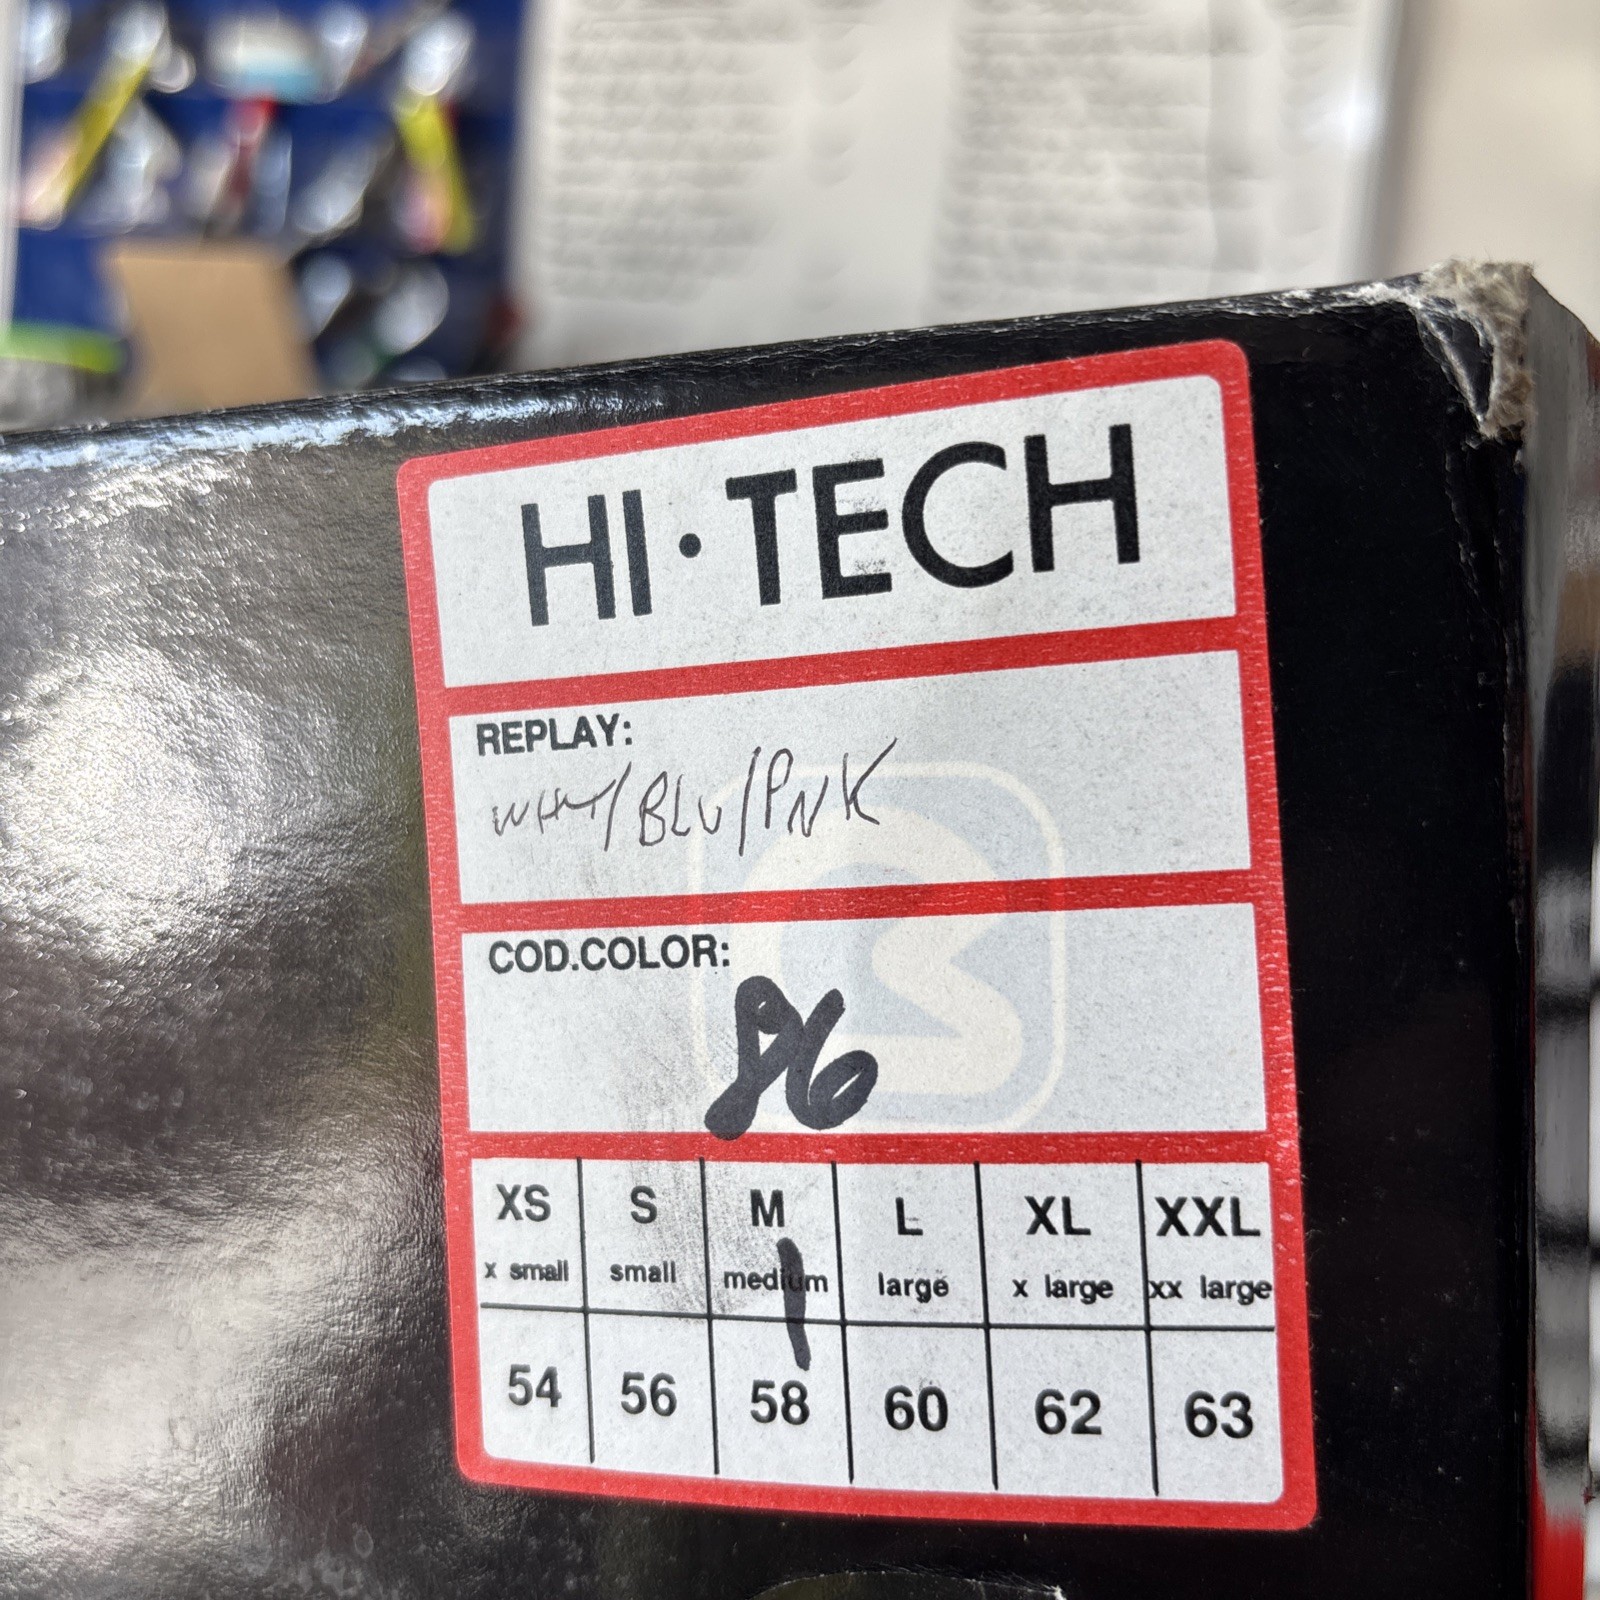 HI·TECH
REPLAY:
WHT/BLU/PNK
COD.COLOR:
86
XS S M L XL XXL
x small small medium large x large xx large
54 56 58 60 62 63